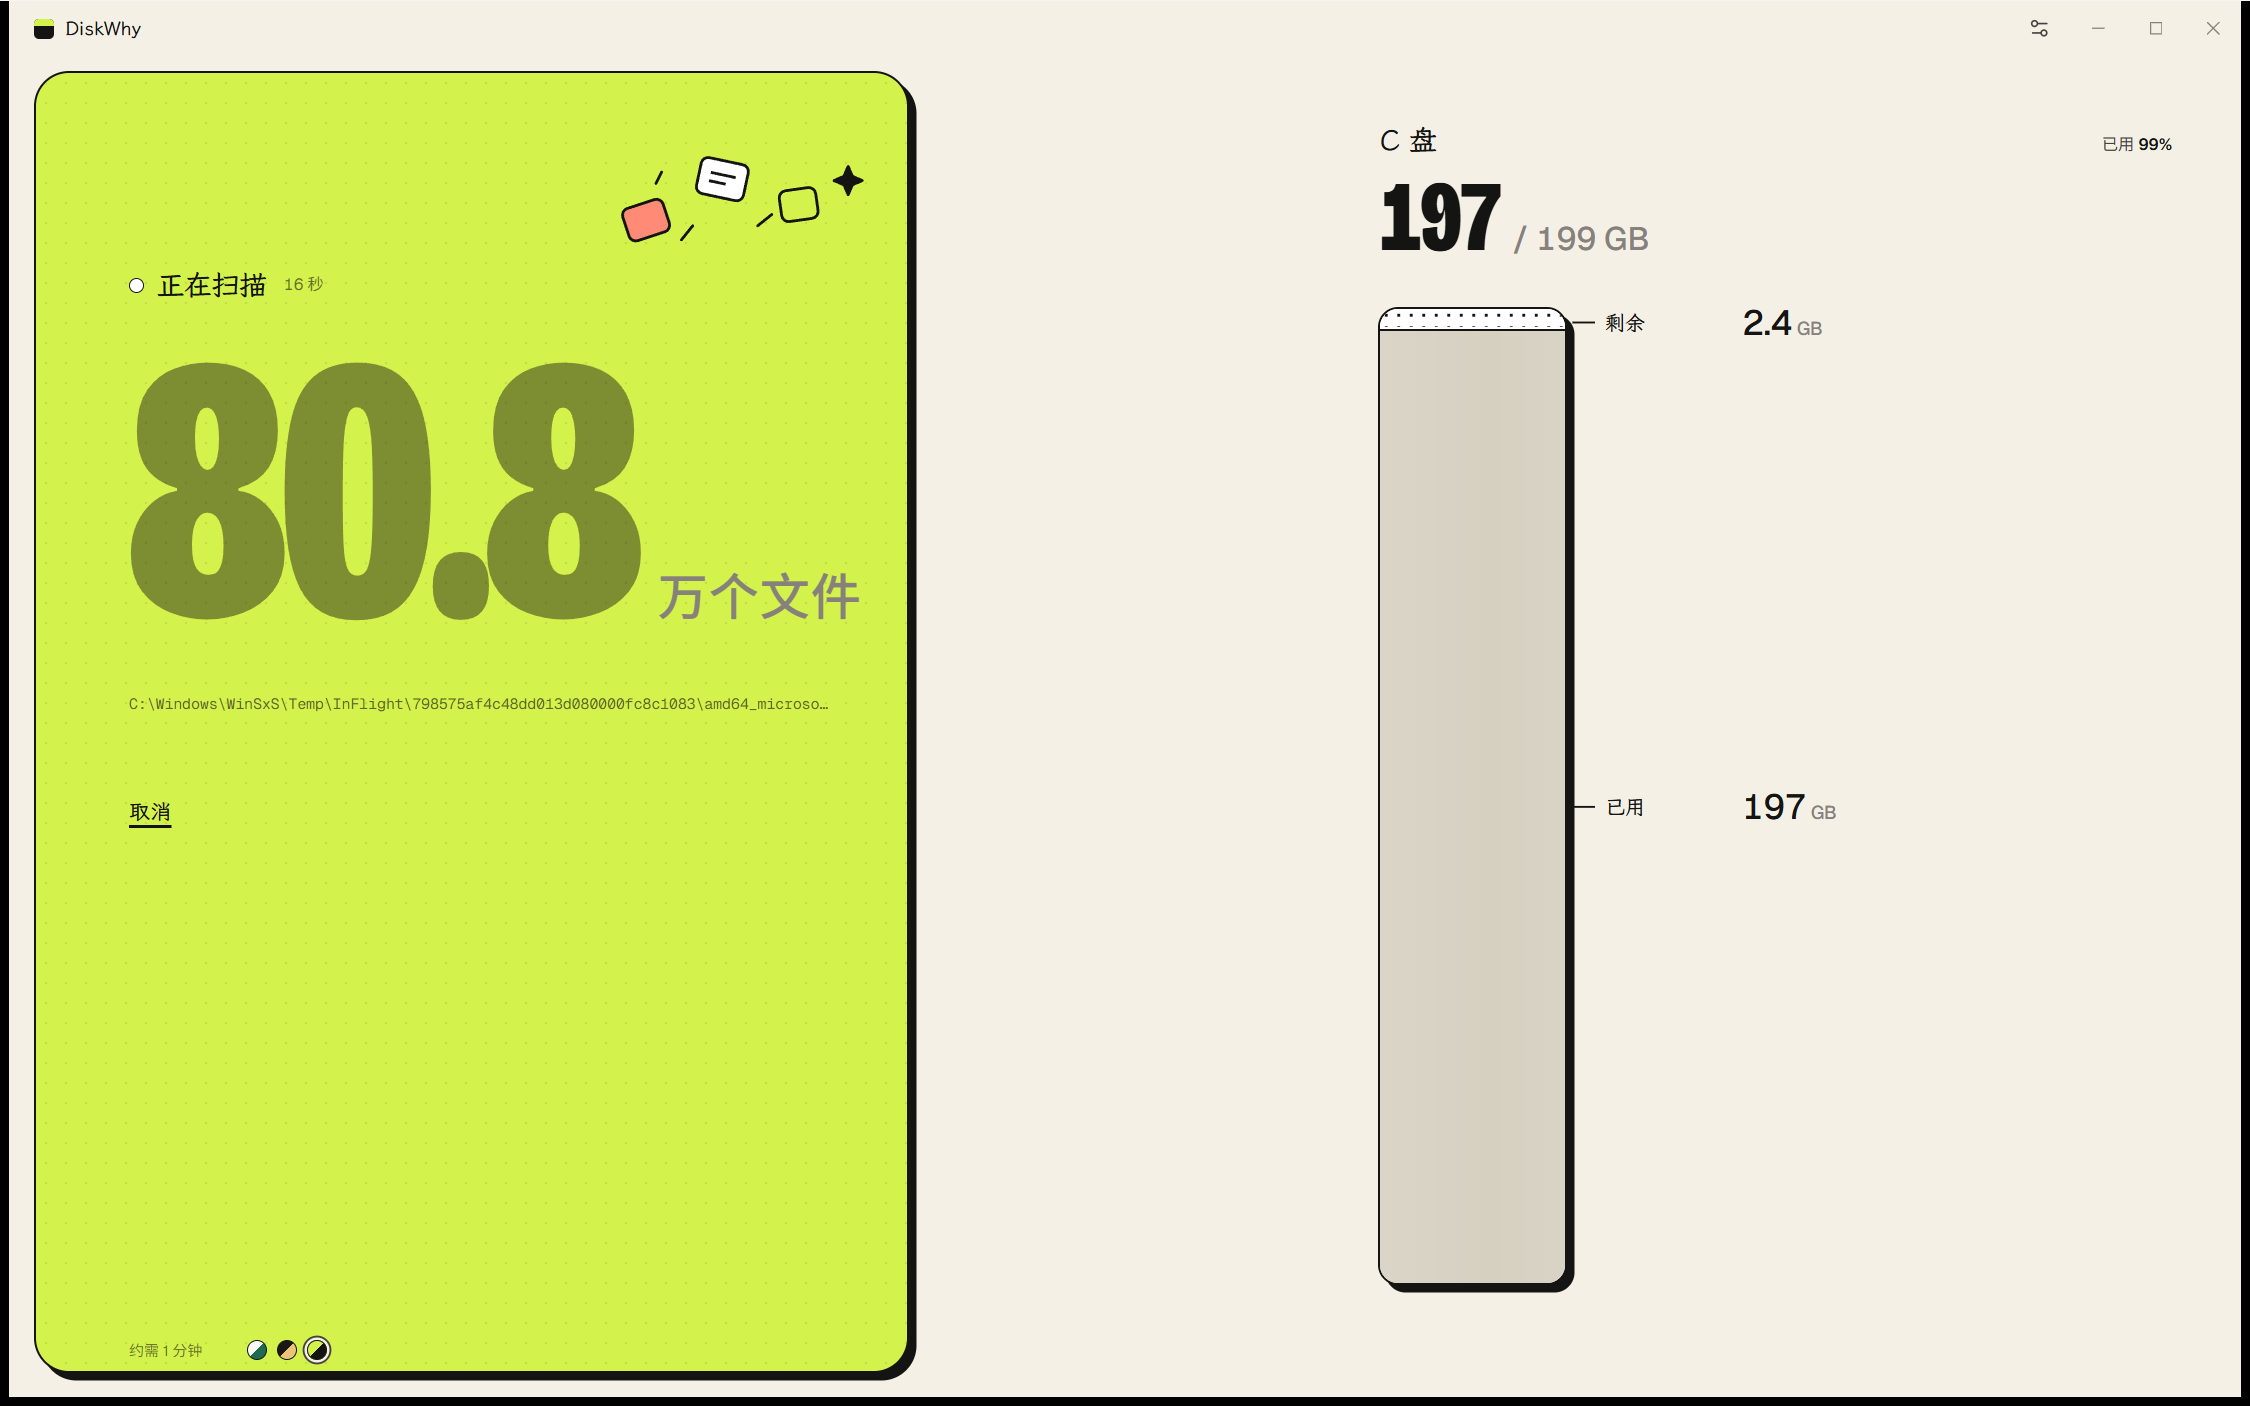 DiskWhy
正在扫描 16 秒
80.8 万个文件
C:\Windows\WinSxS\Temp\InFlight\798575af4c48dd013d080000fc8c1083\amd64_microso…
取消
约需 1 分钟
C 盘
已用 99%
197 / 199 GB
剩余 2.4 GB
已用 197 GB